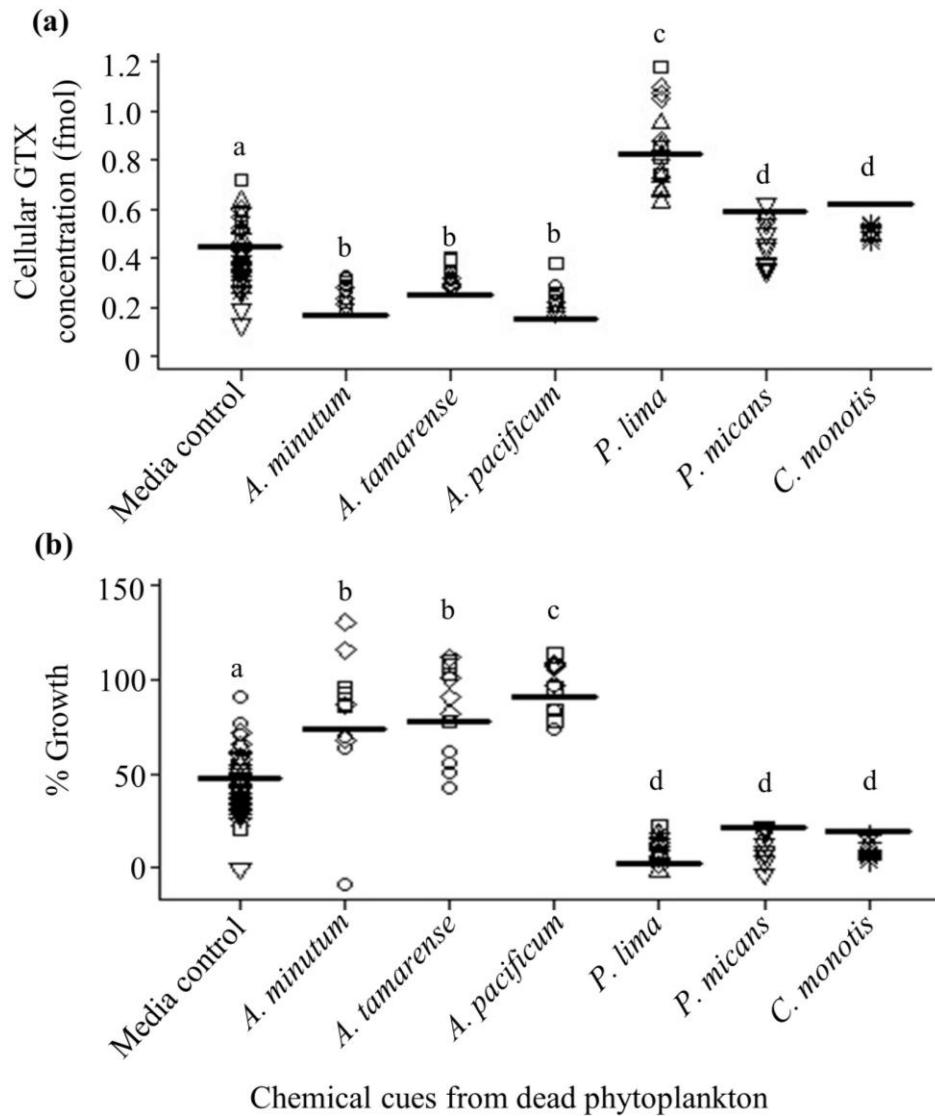 (a)
Cellular GTX
concentration (fmol)
1.2
1.0
0.8
0.6
0.4
0.2
0
a
b
b
b
c
d
d
Media control
A. minutum
A. tamarense
A. pacificum
P. lima
P. micans
C. monotis
(b)
% Growth
150
100
50
0
a
b
b
c
d
d
d
Media control
A. minutum
A. tamarense
A. pacificum
P. lima
P. micans
C. monotis
Chemical cues from dead phytoplankton